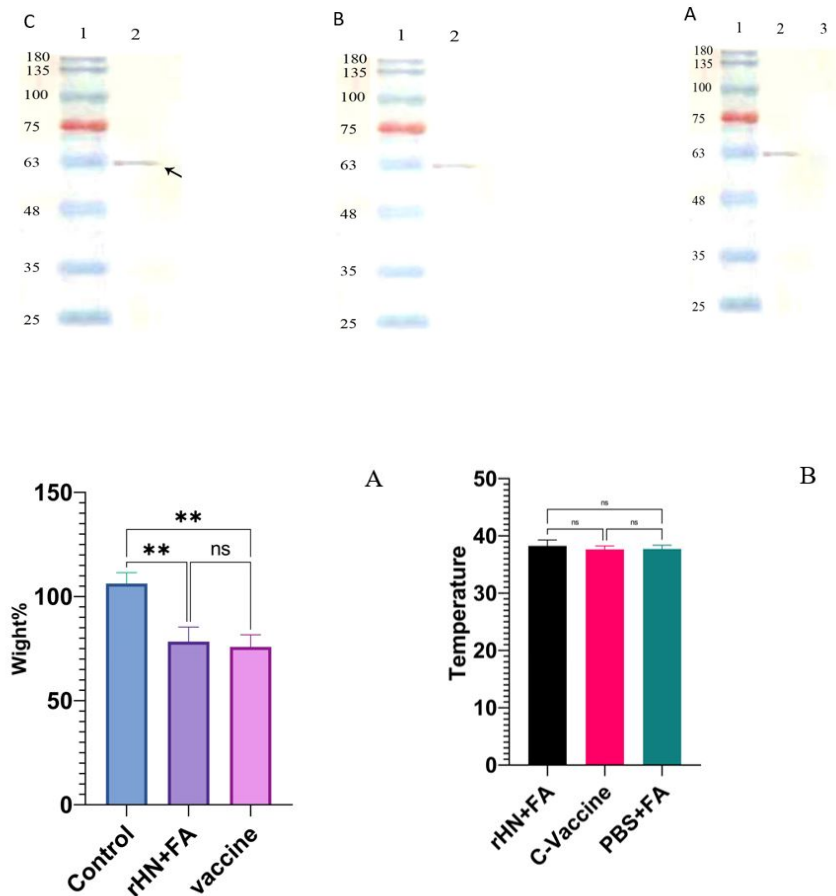 C
1 2
180
135
100
75
63
48
35
25
B
1 2
180
135
100
75
63
48
35
25
A
1 2 3
180
135
100
75
63
48
35
25
A
Wight%
150
100
50
0
**
**
ns
Control
rHN+FA
vaccine
B
Temperature
50
40
30
20
10
0
ns
ns
ns
rHN+FA
C-Vaccine
PBS+FA